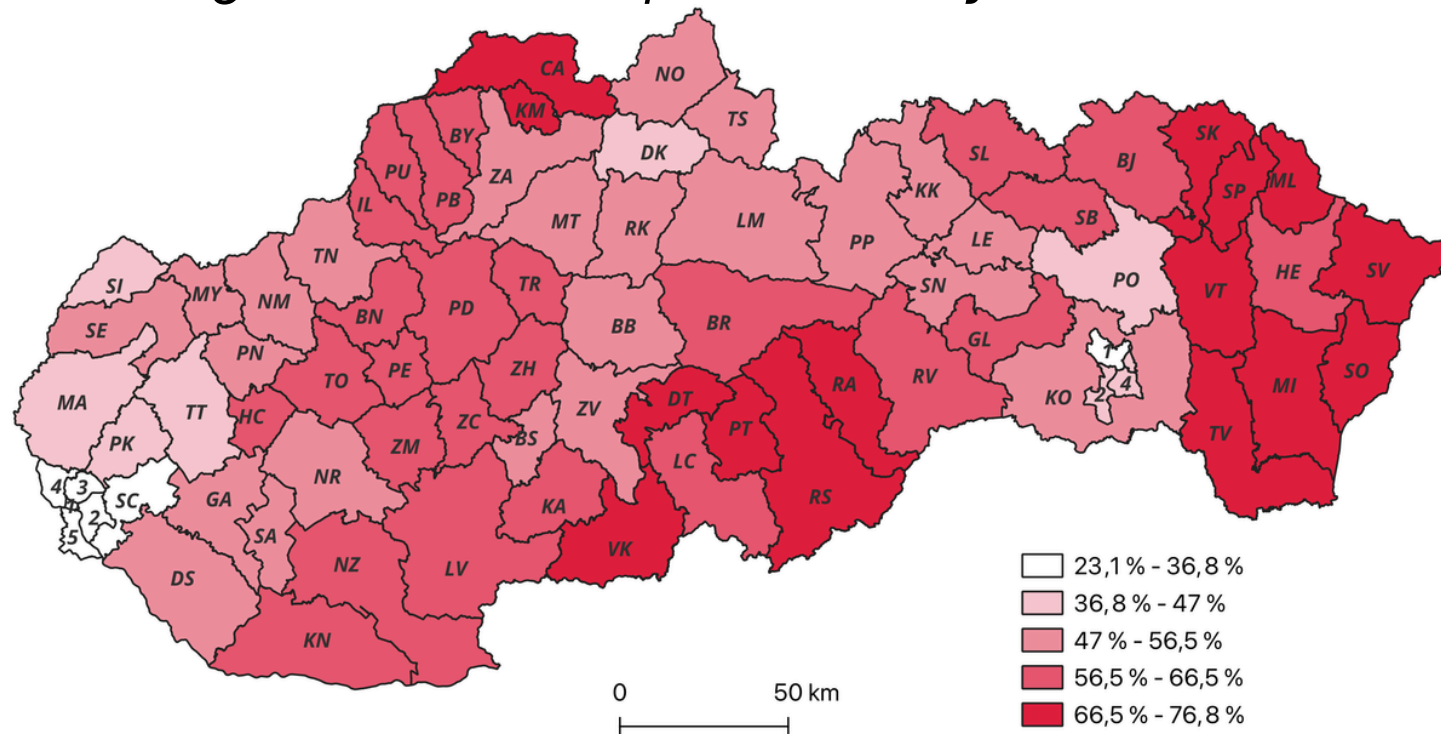 CA
NO
KM
TS
BY
DK
SK
PU
ZA
SL
BJ
SP
ML
IL
PB
KK
MT
RK
LM
SB
PP
LE
TN
SI
MY
NM
SN
PO
HE
SV
VT
SE
BN
PD
TR
BB
BR
GL
1
PN
TO
PE
ZH
RA
RV
KO
4
2
MI
SO
MA
TT
HC
ZC
ZV
DT
PK
ZM
BS
PT
TV
LC
4
3
SC
GA
NR
KA
RS
1
2
5
SA
VK
DS
NZ
LV
KN
23,1 % - 36,8 %
36,8 % - 47 %
47 % - 56,5 %
56,5 % - 66,5 %
66,5 % - 76,8 %
0 50 km